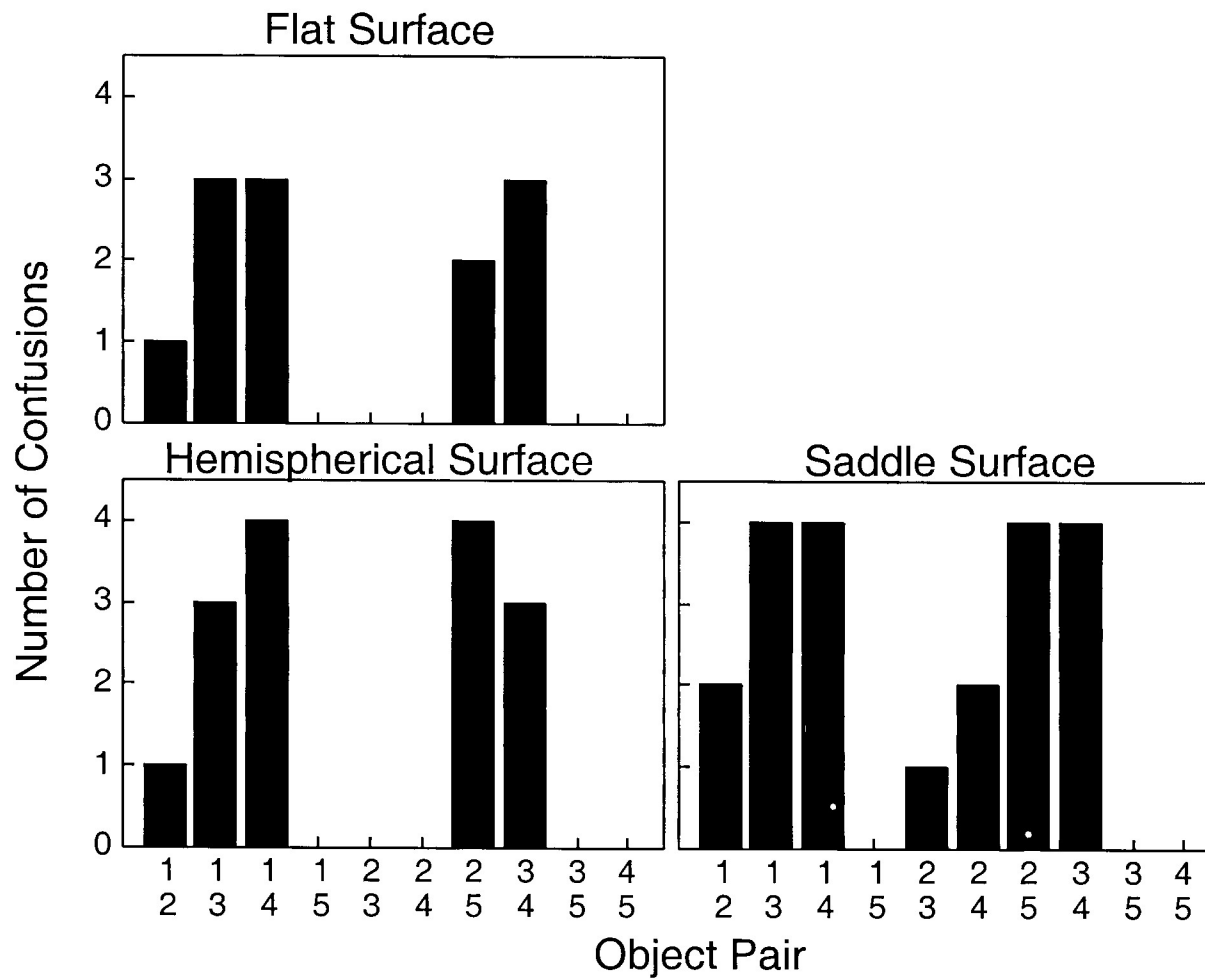 Flat Surface
4
3
2
1
0
Number of Confusions
Hemispherical Surface
Saddle Surface
4
3
2
1
0
1 1 1 1 2 2 2 3 3 4
2 3 4 5 3 4 5 4 5 5
1 1 1 1 2 2 2 3 3 4
2 3 4 5 3 4 5 4 5 5
Object Pair